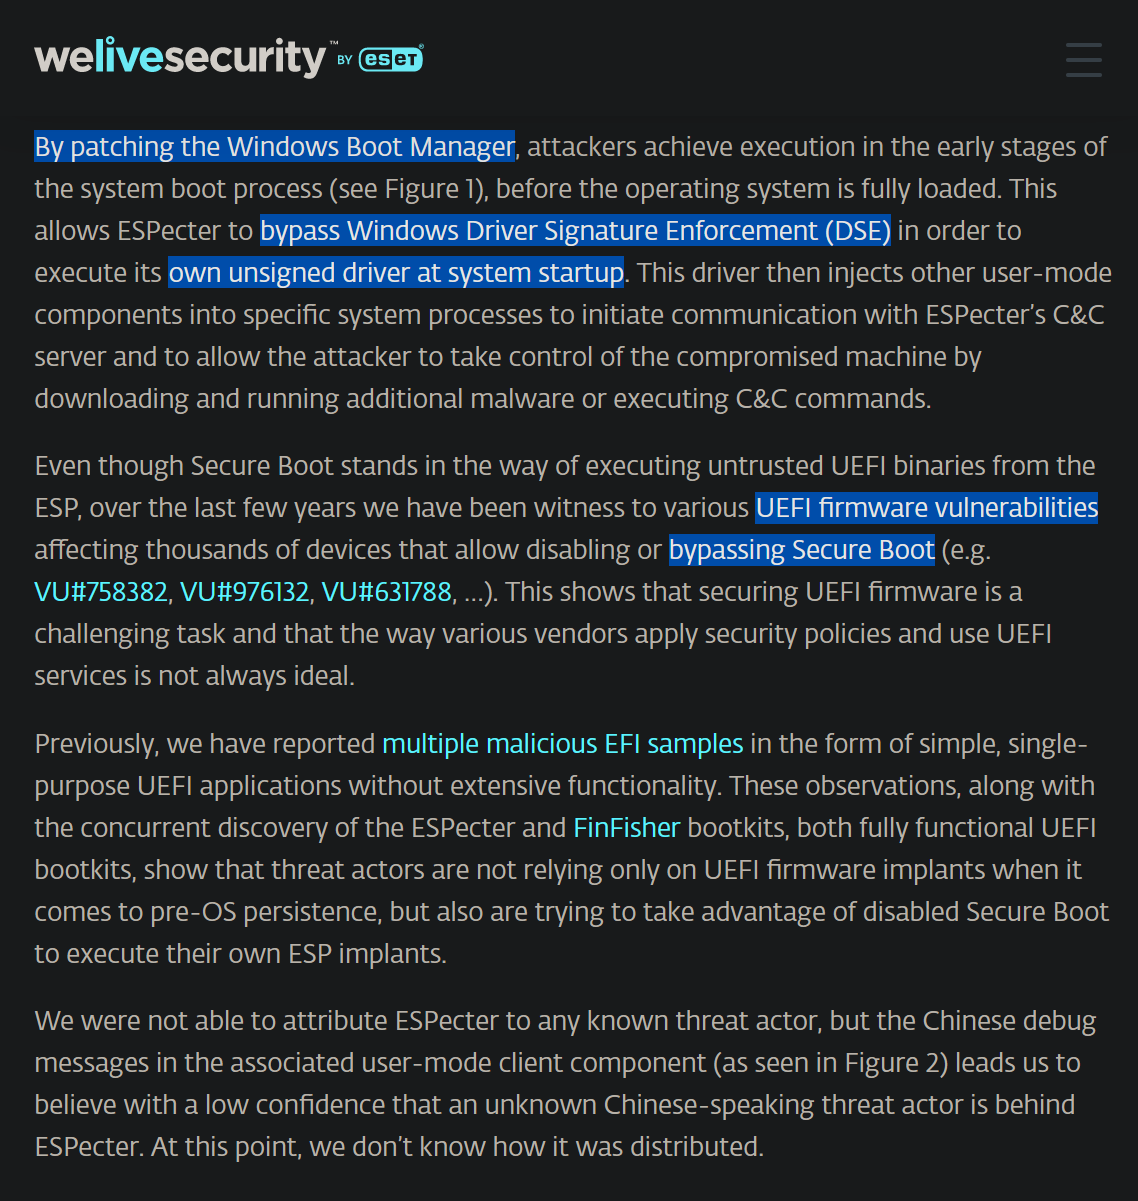 welivesecurity™ BY eseT®
By patching the Windows Boot Manager, attackers achieve execution in the early stages of
the system boot process (see Figure 1), before the operating system is fully loaded. This
allows ESPecter to bypass Windows Driver Signature Enforcement (DSE) in order to
execute its own unsigned driver at system startup. This driver then injects other user-mode
components into specific system processes to initiate communication with ESPecter’s C&C
server and to allow the attacker to take control of the compromised machine by
downloading and running additional malware or executing C&C commands.
Even though Secure Boot stands in the way of executing untrusted UEFI binaries from the
ESP, over the last few years we have been witness to various UEFI firmware vulnerabilities
affecting thousands of devices that allow disabling or bypassing Secure Boot (e.g.
VU#758382, VU#976132, VU#631788, …). This shows that securing UEFI firmware is a
challenging task and that the way various vendors apply security policies and use UEFI
services is not always ideal.
Previously, we have reported multiple malicious EFI samples in the form of simple, single-
purpose UEFI applications without extensive functionality. These observations, along with
the concurrent discovery of the ESPecter and FinFisher bootkits, both fully functional UEFI
bootkits, show that threat actors are not relying only on UEFI firmware implants when it
comes to pre-OS persistence, but also are trying to take advantage of disabled Secure Boot
to execute their own ESP implants.
We were not able to attribute ESPecter to any known threat actor, but the Chinese debug
messages in the associated user-mode client component (as seen in Figure 2) leads us to
believe with a low confidence that an unknown Chinese-speaking threat actor is behind
ESPecter. At this point, we don’t know how it was distributed.